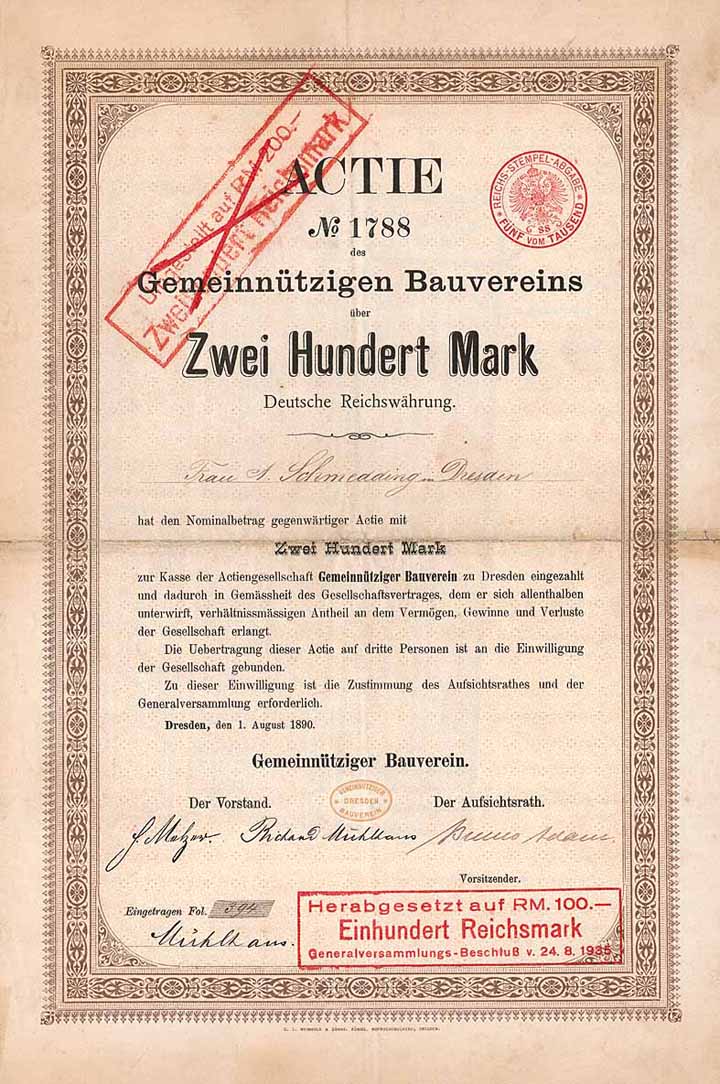 Umgestellt auf RM. 200.-
Zweihundert Reichsmark
ACTIE
REICHS-STEMPEL-ABGABE
FÜNF VOM TAUSEND
№ 1788
des
Gemeinnützigen Bauvereins
über
Zwei Hundert Mark
Deutsche Reichswährung.
Frau A. Schmedding in Dresden
hat den Nominalbetrag gegenwärtiger Actie mit
Zwei Hundert Mark
zur Kasse der Actiengesellschaft Gemeinnütziger Bauverein zu Dresden eingezahlt
und dadurch in Gemässheit des Gesellschaftsvertrages, dem er sich allenthalben
unterwirft, verhältnissmässigen Antheil an dem Vermögen, Gewinne und Verluste
der Gesellschaft erlangt.
Die Uebertragung dieser Actie auf dritte Personen ist an die Einwilligung
der Gesellschaft gebunden.
Zu dieser Einwilligung ist die Zustimmung des Aufsichtsrathes und der
Generalversammlung erforderlich.
Dresden, den 1. August 1890.
Gemeinnütziger Bauverein.
Der Vorstand.
GEMEINNÜTZIGER
DRESDEN
BAUVEREIN
Der Aufsichtsrath.
Metzer. Richard Mühlhaus Bruno Adam.
Vorsitzender.
Eingetragen Fol. 394
Mühlhaus.
Herabgesetzt auf RM. 100.—
Einhundert Reichsmark
Generalversammlungs-Beschluß v. 24. 8. 1935